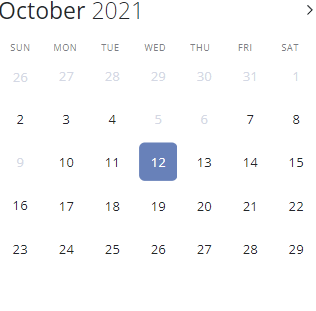 October 2021
SUN MON TUE WED THU FRI SAT
26 27 28 29 30 31 1
2 3 4 5 6 7 8
9 10 11 12 13 14 15
16 17 18 19 20 21 22
23 24 25 26 27 28 29